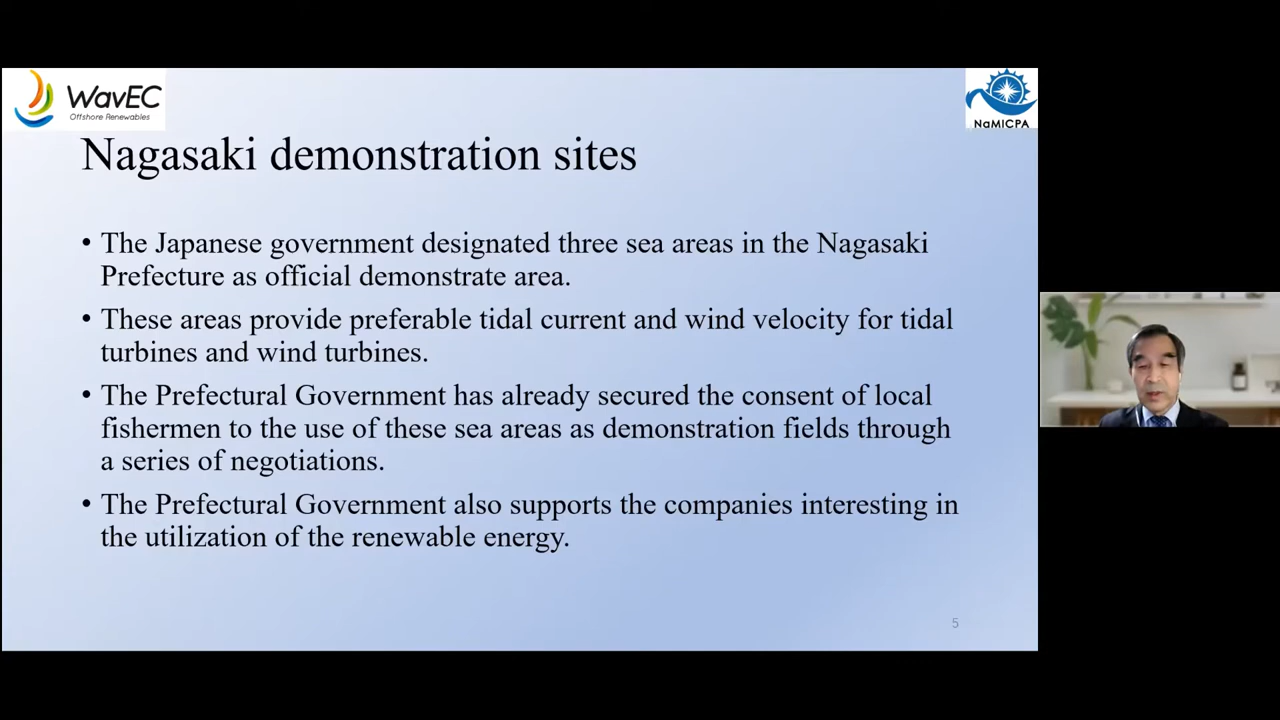 WavEC
Offshore Renewables
NaMICPA
Nagasaki demonstration sites
• The Japanese government designated three sea areas in the Nagasaki
Prefecture as official demonstrate area.
• These areas provide preferable tidal current and wind velocity for tidal
turbines and wind turbines.
• The Prefectural Government has already secured the consent of local
fishermen to the use of these sea areas as demonstration fields through
a series of negotiations.
• The Prefectural Government also supports the companies interesting in
the utilization of the renewable energy.
5